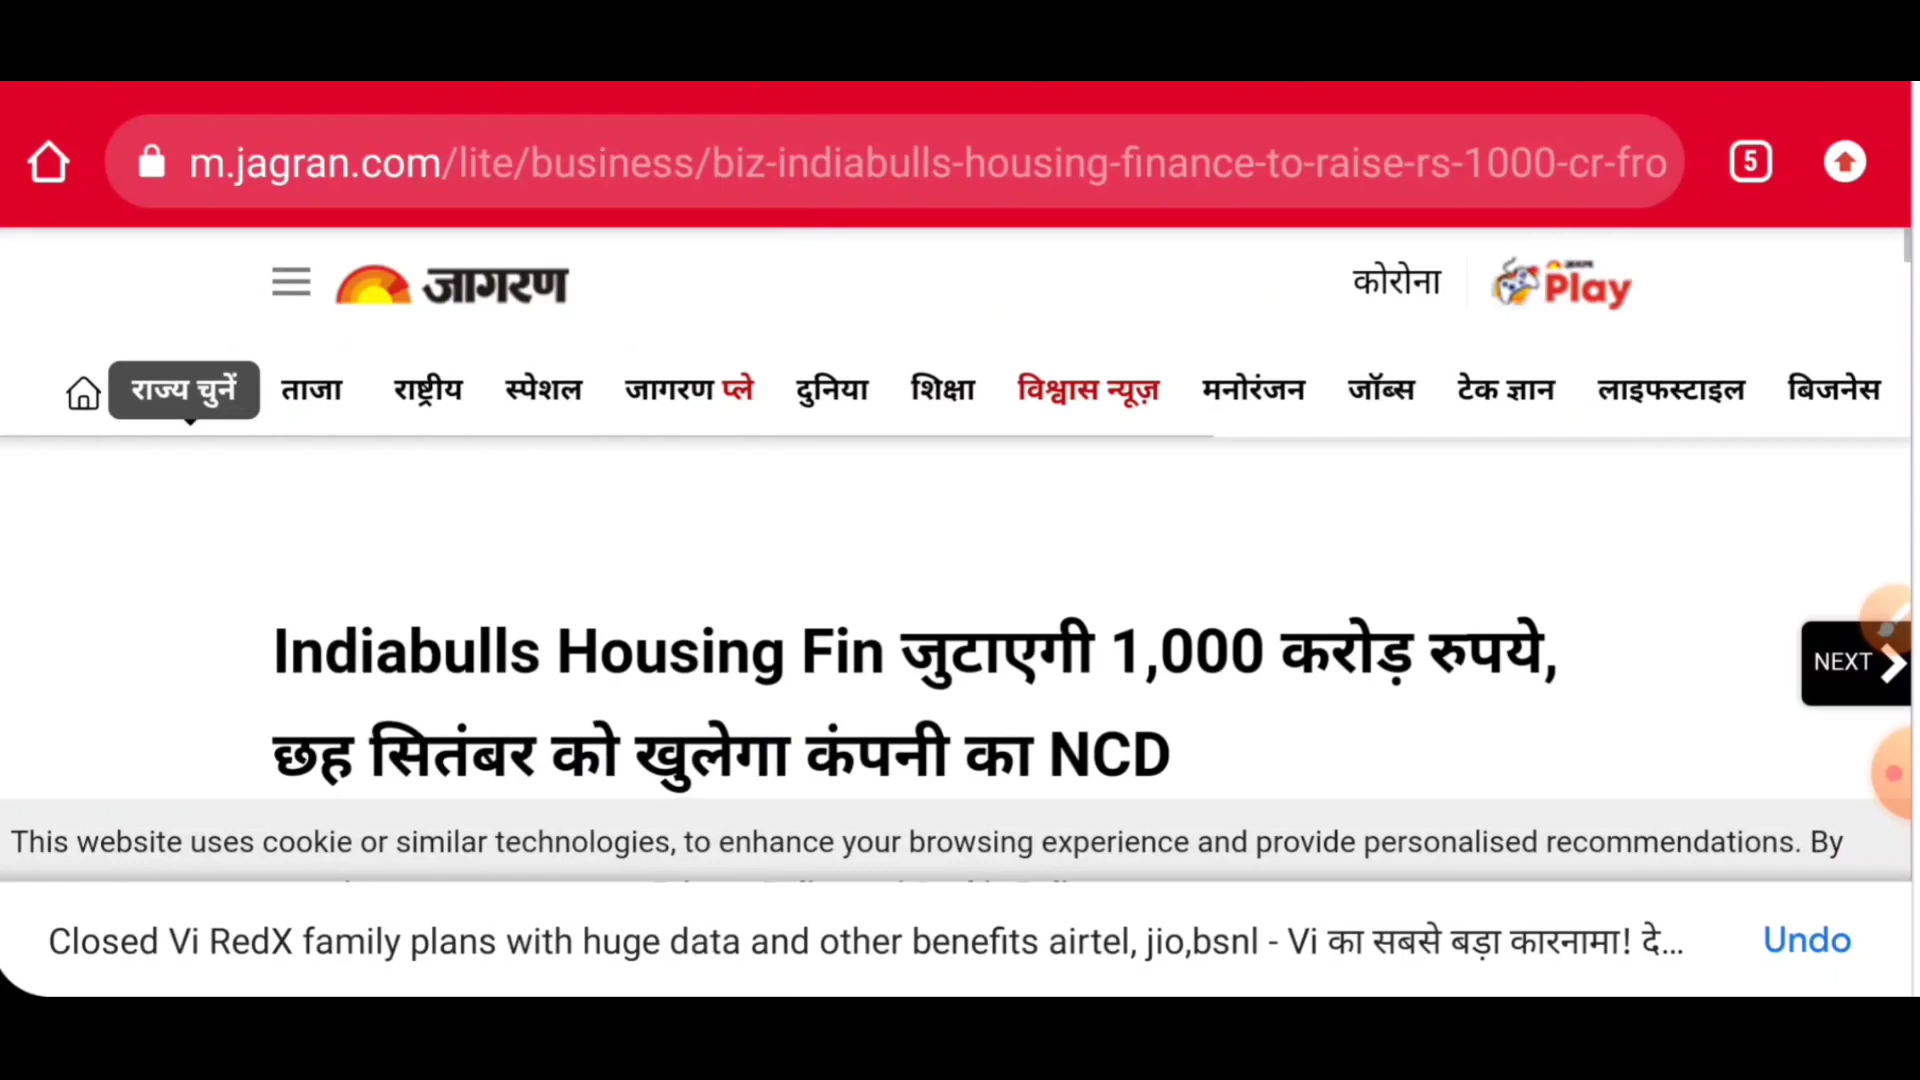 m.jagran.com/lite/business/biz-indiabulls-housing-finance-to-raise-rs-1000-cr-fro
5
जागरण
कोरोना
जागरण Play
राज्य चुनें ताजा राष्ट्रीय स्पेशल जागरण प्ले दुनिया शिक्षा विश्वास न्यूज़ मनोरंजन जॉब्स टेक ज्ञान लाइफस्टाइल बिजनेस
Indiabulls Housing Fin जुटाएगी 1,000 करोड़ रुपये,
छह सितंबर को खुलेगा कंपनी का NCD
NEXT
This website uses cookie or similar technologies, to enhance your browsing experience and provide personalised recommendations. By
Closed Vi RedX family plans with huge data and other benefits airtel, jio,bsnl - Vi का सबसे बड़ा कारनामा! दे...
Undo